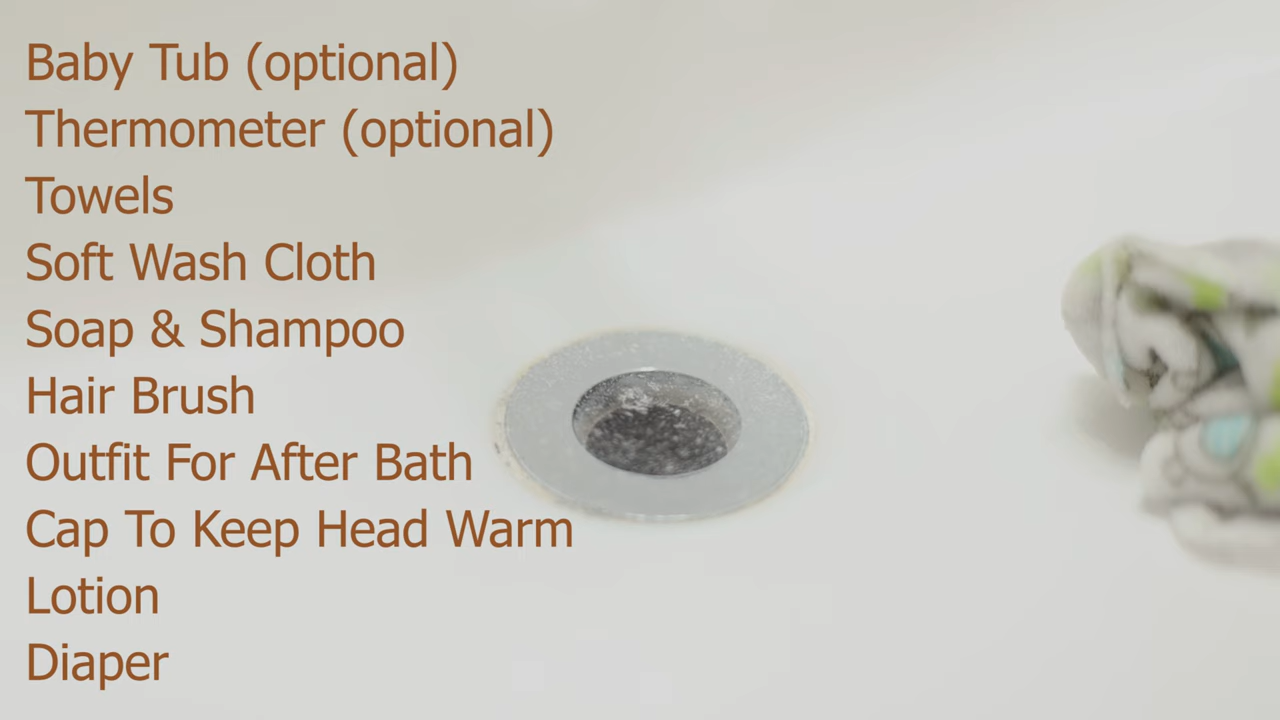 Baby Tub (optional)
Thermometer (optional)
Towels
Soft Wash Cloth
Soap & Shampoo
Hair Brush
Outfit For After Bath
Cap To Keep Head Warm
Lotion
Diaper